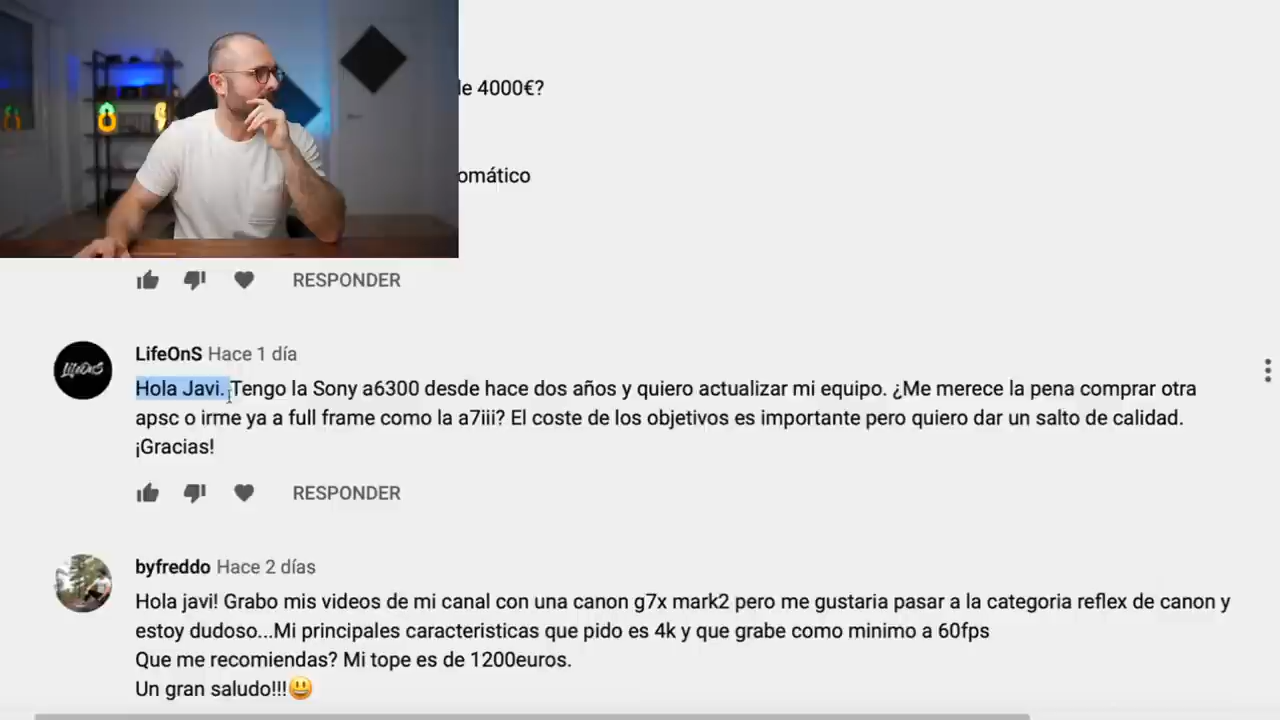 le 4000€?
omático
RESPONDER
LifeOnS Hace 1 día
Hola Javi. Tengo la Sony a6300 desde hace dos años y quiero actualizar mi equipo. ¿Me merece la pena comprar otra
apsc o irme ya a full frame como la a7iii? El coste de los objetivos es importante pero quiero dar un salto de calidad.
¡Gracias!
RESPONDER
byfreddo Hace 2 días
Hola javi! Grabo mis videos de mi canal con una canon g7x mark2 pero me gustaria pasar a la categoria reflex de canon y
estoy dudoso...Mi principales caracteristicas que pido es 4k y que grabe como minimo a 60fps
Que me recomiendas? Mi tope es de 1200euros.
Un gran saludo!!!😃